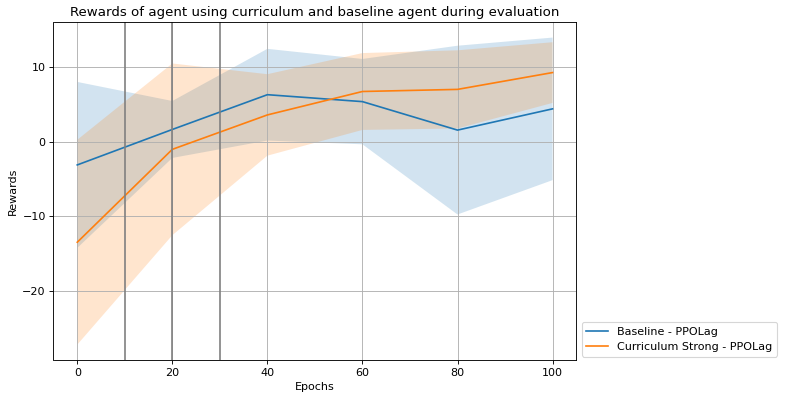 Rewards of agent using curriculum and baseline agent during evaluation
10
0
−10
−20
Rewards
0
20
40
60
80
100
Epochs
Baseline - PPOLag
Curriculum Strong - PPOLag